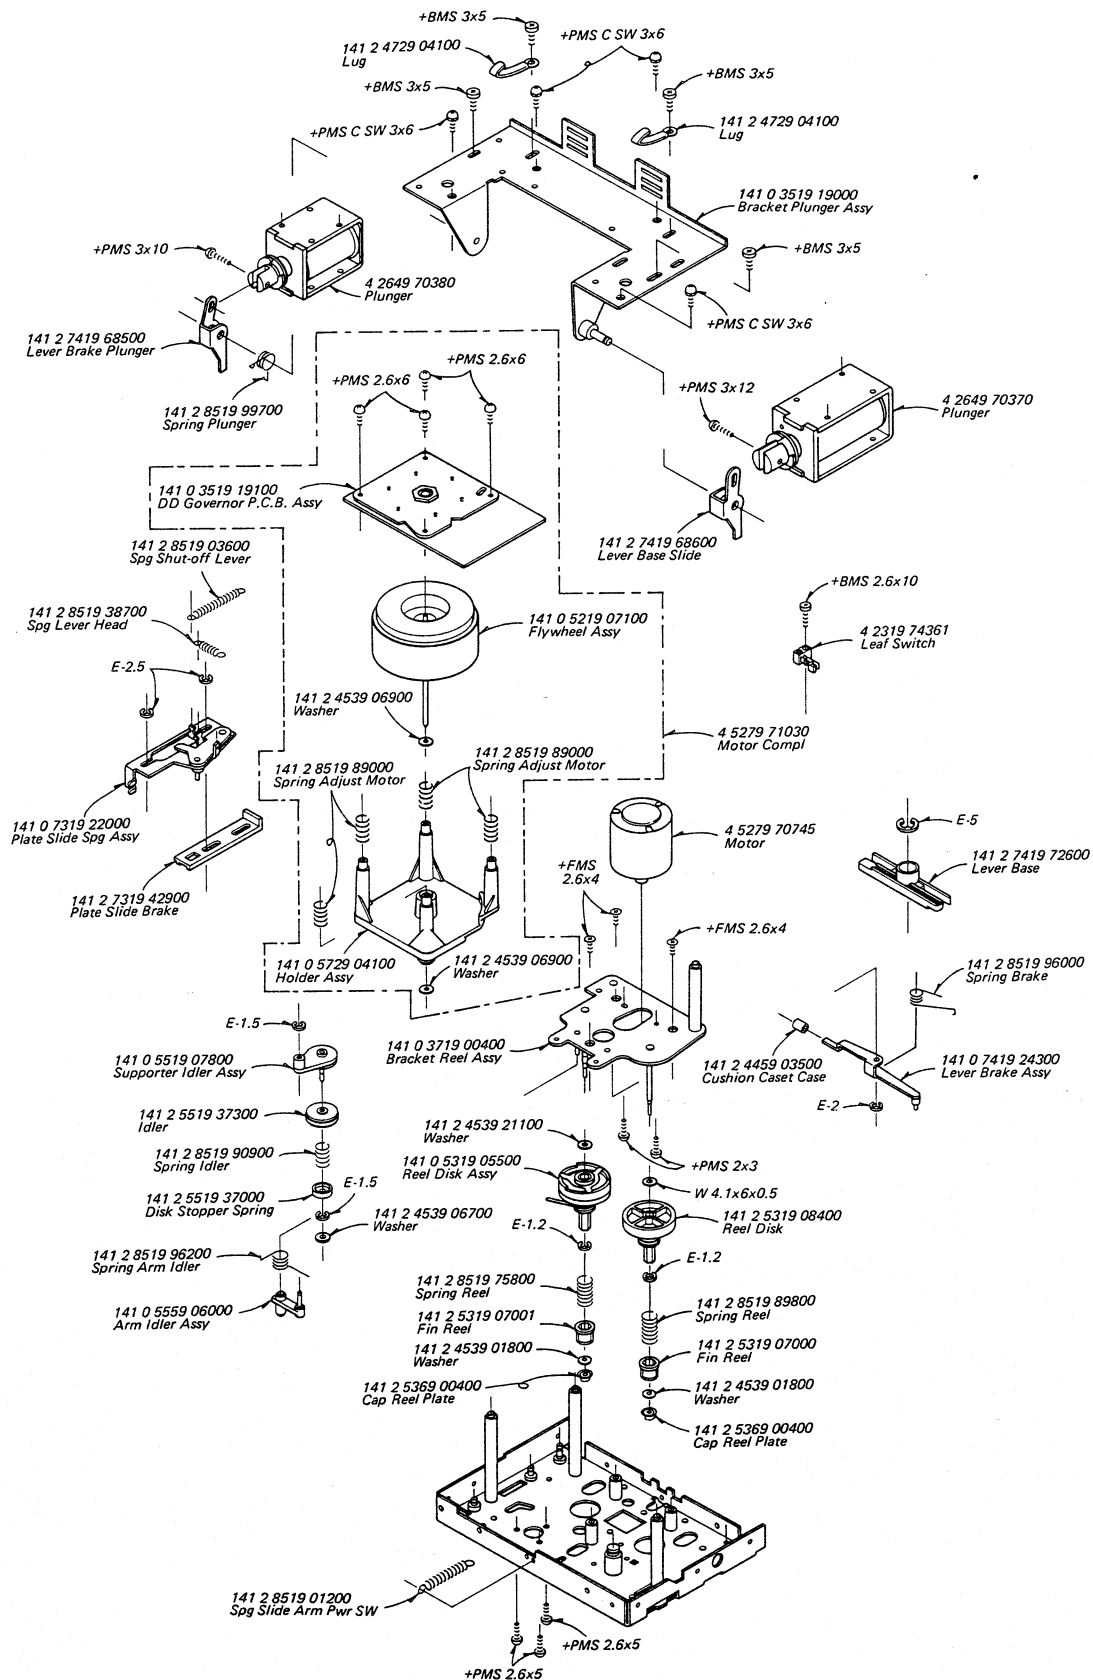 +BMS 3x5
141 2 4729 04100
Lug
+PMS C SW 3x6
+BMS 3x5
+BMS 3x5
+PMS C SW 3x6
141 2 4729 04100
Lug
141 0 3519 19000
Bracket Plunger Assy
+PMS 3x10
+BMS 3x5
4 2649 70380
Plunger
+PMS C SW 3x6
141 2 7419 68500
Lever Brake Plunger
+PMS 2.6x6
+PMS 2.6x6
+PMS 3x12
4 2649 70370
Plunger
141 2 8519 99700
Spring Plunger
141 0 3519 19100
DD Governor P.C.B. Assy
141 2 7419 68600
Lever Base Slide
141 2 8519 03600
Spg Shut-off Lever
+BMS 2.6x10
141 2 8519 38700
Spg Lever Head
141 0 5219 07100
Flywheel Assy
4 2319 74361
Leaf Switch
E-2.5
141 2 4539 06900
Washer
4 5279 71030
Motor Compl
141 2 8519 89000
Spring Adjust Motor
141 2 8519 89000
Spring Adjust Motor
141 0 7319 22000
Plate Slide Spg Assy
4 5279 70745
Motor
E-5
141 2 7419 72600
Lever Base
+FMS
2.6x4
141 2 7319 42900
Plate Slide Brake
+FMS 2.6x4
141 0 5729 04100
Holder Assy
141 2 4539 06900
Washer
141 2 8519 96000
Spring Brake
E-1.5
141 0 3719 00400
Bracket Reel Assy
141 0 5519 07800
Supporter Idler Assy
141 2 4459 03500
Cushion Caset Case
141 0 7419 24300
Lever Brake Assy
E-2
141 2 5519 37300
Idler
141 2 4539 21100
Washer
141 2 8519 90900
Spring Idler
141 0 5319 05500
Reel Disk Assy
+PMS 2x3
E-1.5
W 4.1x6x0.5
141 2 5519 37000
Disk Stopper Spring
141 2 4539 06700
Washer
E-1.2
141 2 5319 08400
Reel Disk
141 2 8519 96200
Spring Arm Idler
E-1.2
141 2 8519 75800
Spring Reel
141 0 5559 06000
Arm Idler Assy
141 2 8519 89800
Spring Reel
141 2 5319 07001
Fin Reel
141 2 4539 01800
Washer
141 2 5319 07000
Fin Reel
141 2 5369 00400
Cap Reel Plate
141 2 4539 01800
Washer
141 2 5369 00400
Cap Reel Plate
141 2 8519 01200
Spg Slide Arm Pwr SW
+PMS 2.6x5
+PMS 2.6x5